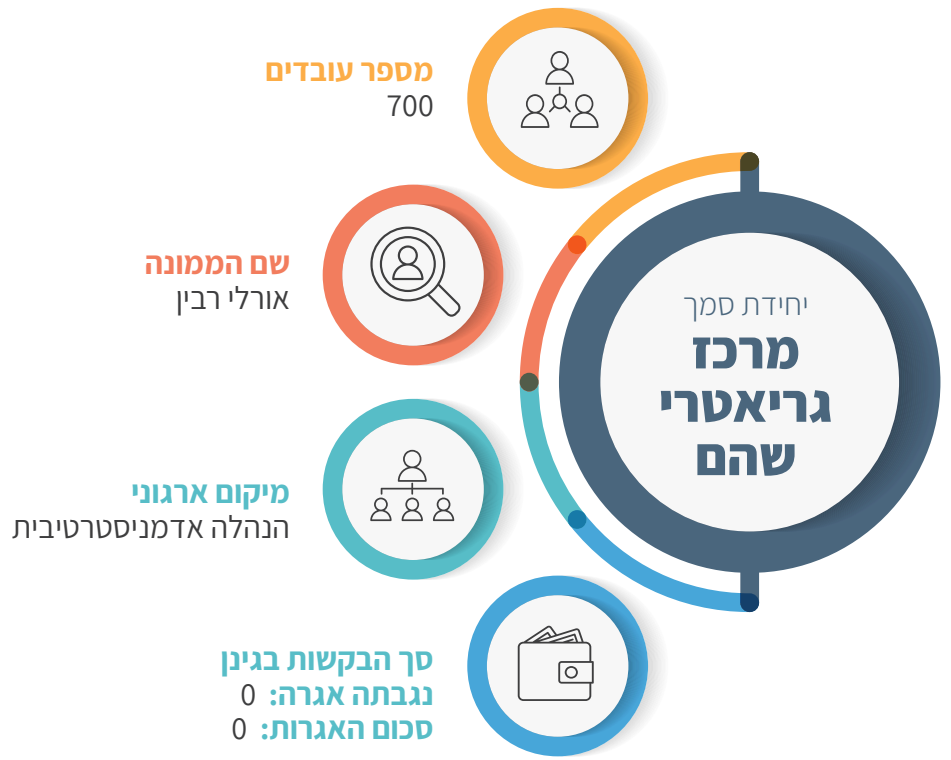 יחידת סמך
מרכז
גריאטרי
שהם
מספר עובדים
700
שם הממונה
אורלי רבין
מיקום ארגוני
הנהלה אדמניסטרטיבית
סך הבקשות בגינן
נגבתה אגרה: 0
סכום האגרות: 0